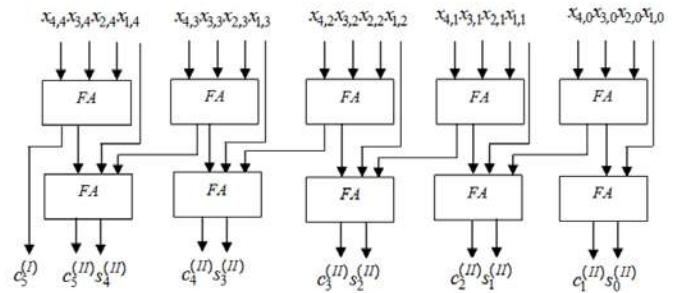 x4,4x3,4x2,4x1,4 x4,3x3,3x2,3x1,3 x4,2x3,2x2,2x1,2 x4,1x3,1x2,1x1,1 x4,0x3,0x2,0x1,0
FA FA FA FA FA
FA FA FA FA FA
c5(I) c5(II)s4(II) c4(II)s3(II) c3(II)s2(II) c2(II)s1(II) c1(II)s0(II)